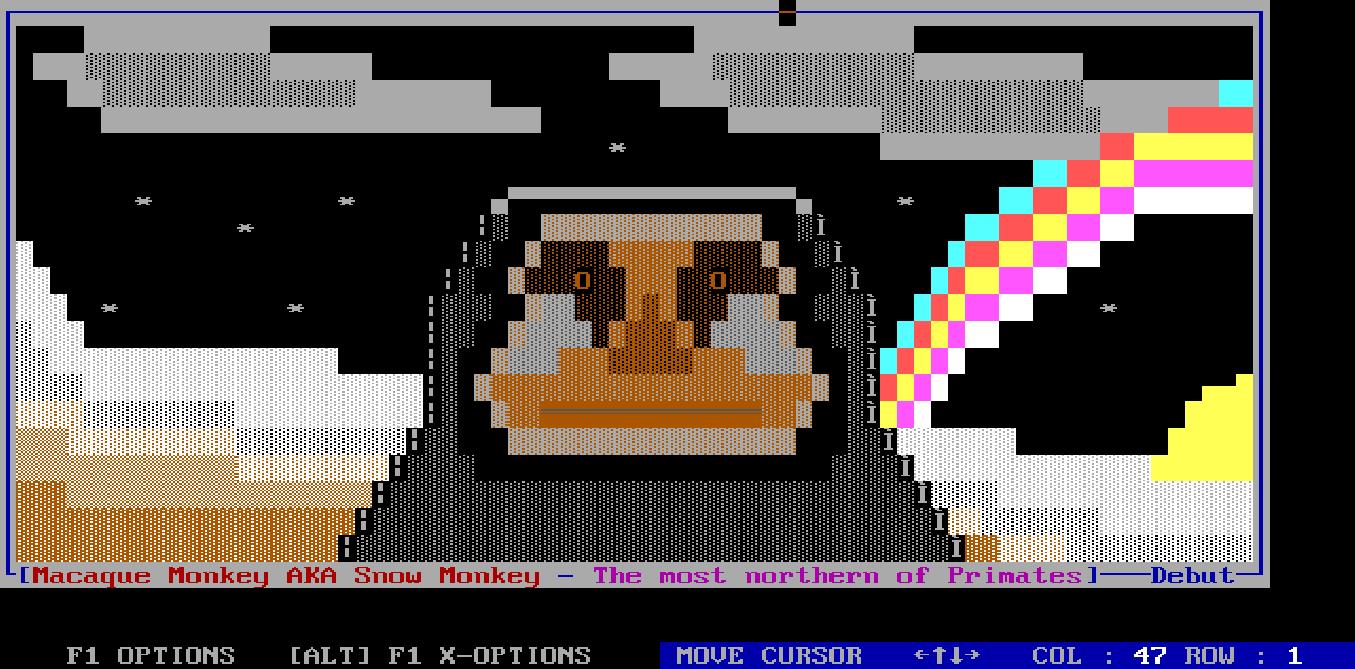 [Macaque Monkey AKA Snow Monkey - The most northern of Primates]──Debut
F1 OPTIONS [ALT] F1 X-OPTIONS MOVE CURSOR ←↑↓→ COL : 47 ROW : 1